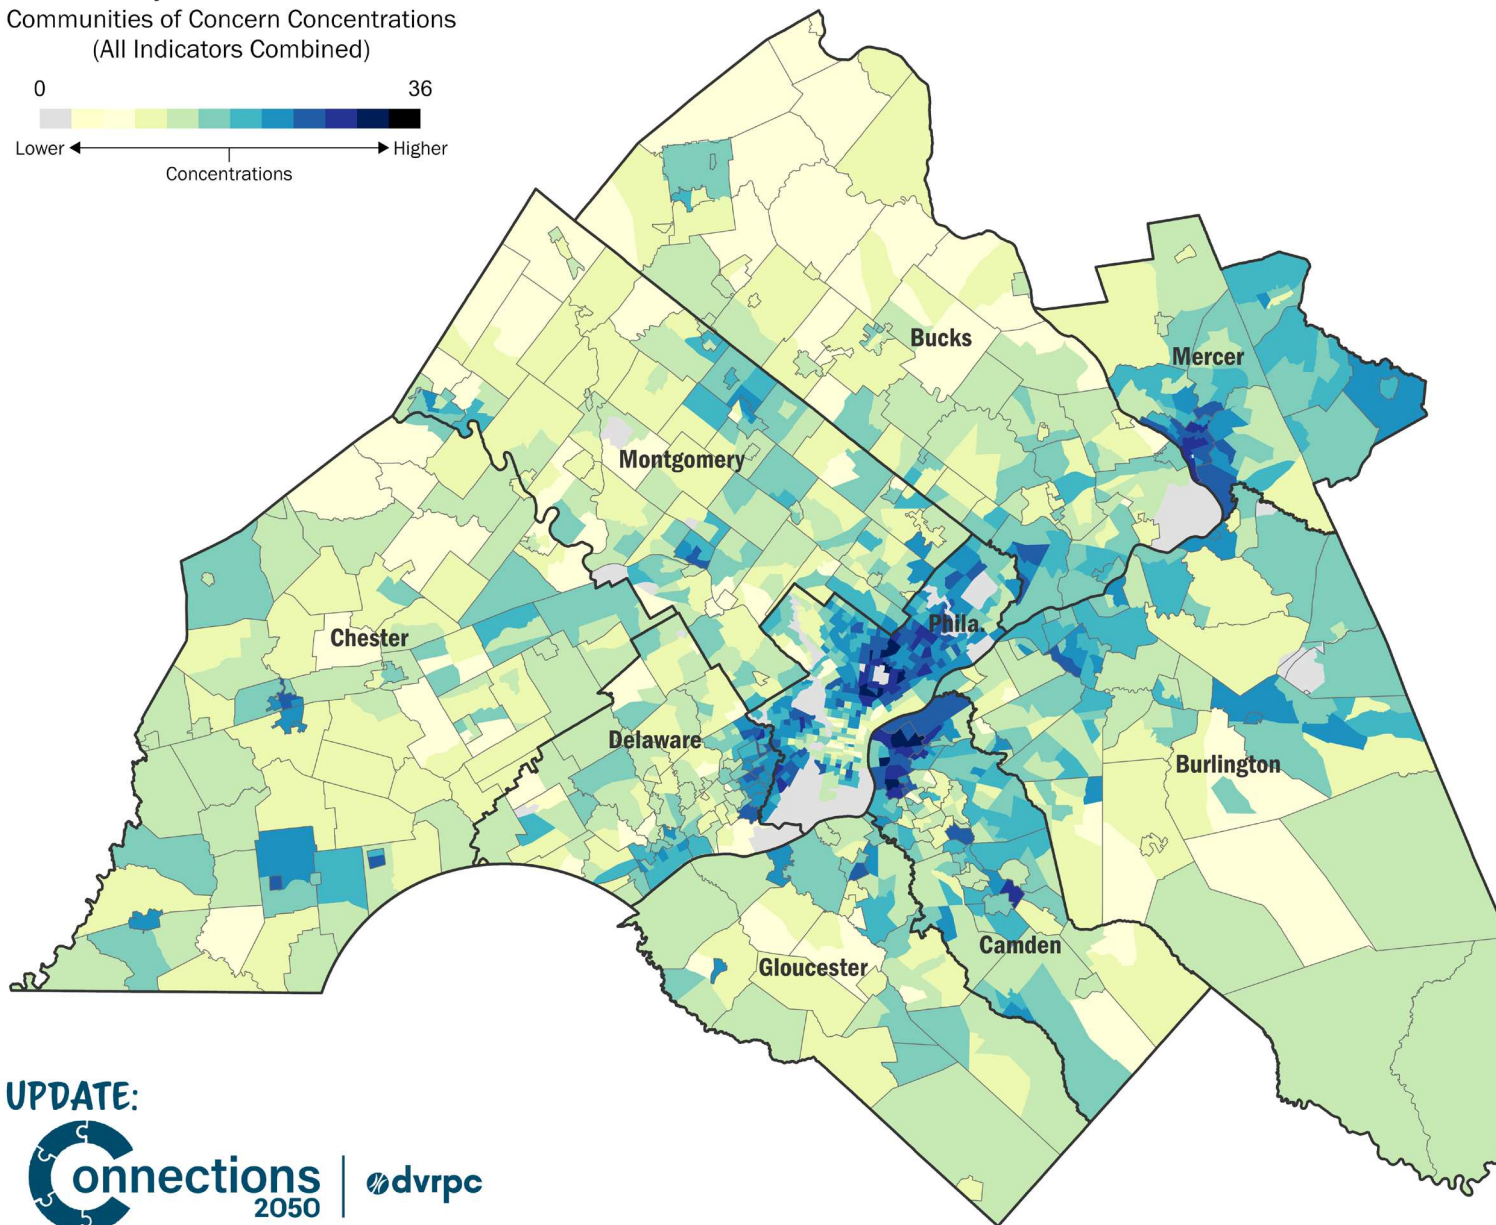 Communities of Concern Concentrations
(All Indicators Combined)
0 36
Lower Higher
Concentrations
Bucks
Mercer
Montgomery
Phila.
Chester
Delaware
Burlington
Camden
Gloucester
UPDATE:
Connections
2050
dvrpc